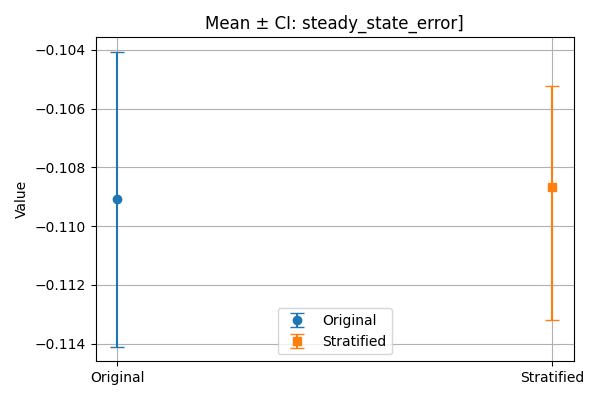 Mean ± CI: steady_state_error]
Value
−0.104
−0.106
−0.108
−0.110
−0.112
−0.114
Original
Stratified
Original
Stratified